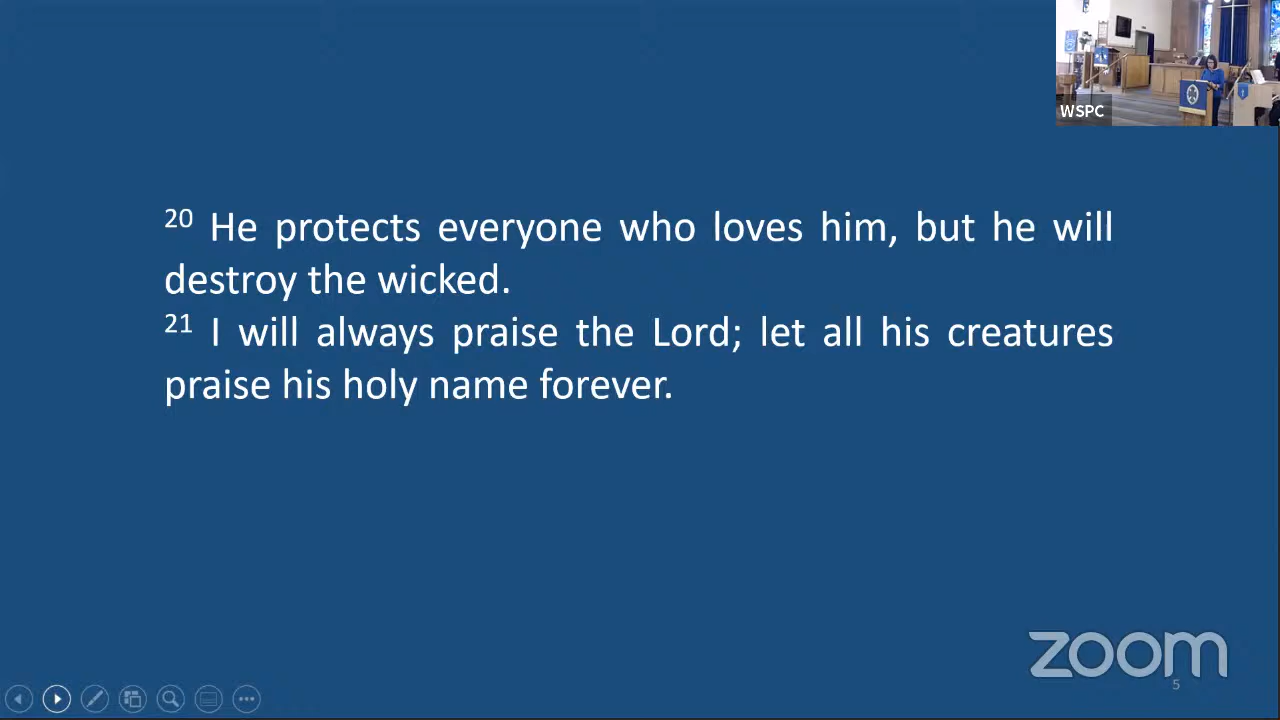 WSPC
20 He protects everyone who loves him, but he will
destroy the wicked.
21 I will always praise the Lord; let all his creatures
praise his holy name forever.
zoom
5